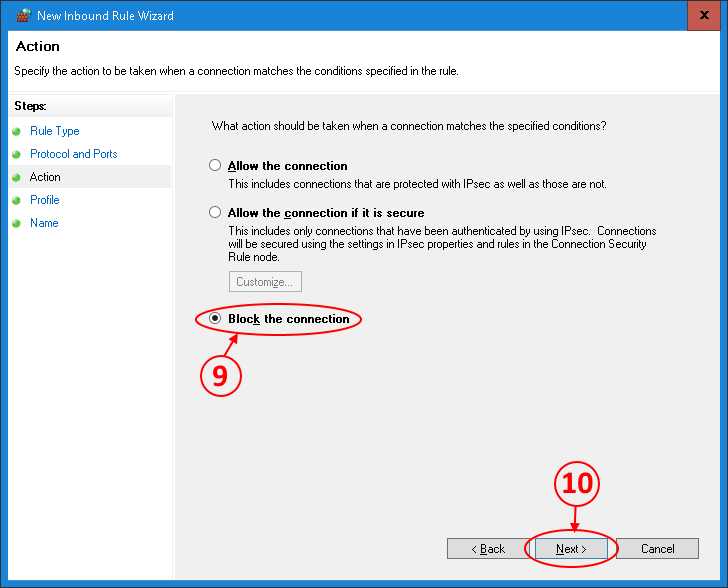 New Inbound Rule Wizard
Action
Specify the action to be taken when a connection matches the conditions specified in the rule.
Steps:
Rule Type
Protocol and Ports
Action
Profile
Name
What action should be taken when a connection matches the specified conditions?
Allow the connection
This includes connections that are protected with IPsec as well as those are not.
Allow the connection if it is secure
This includes only connections that have been authenticated by using IPsec. Connections
will be secured using the settings in IPsec properties and rules in the Connection Security
Rule node.
Customize...
Block the connection
9
10
< Back
Next >
Cancel